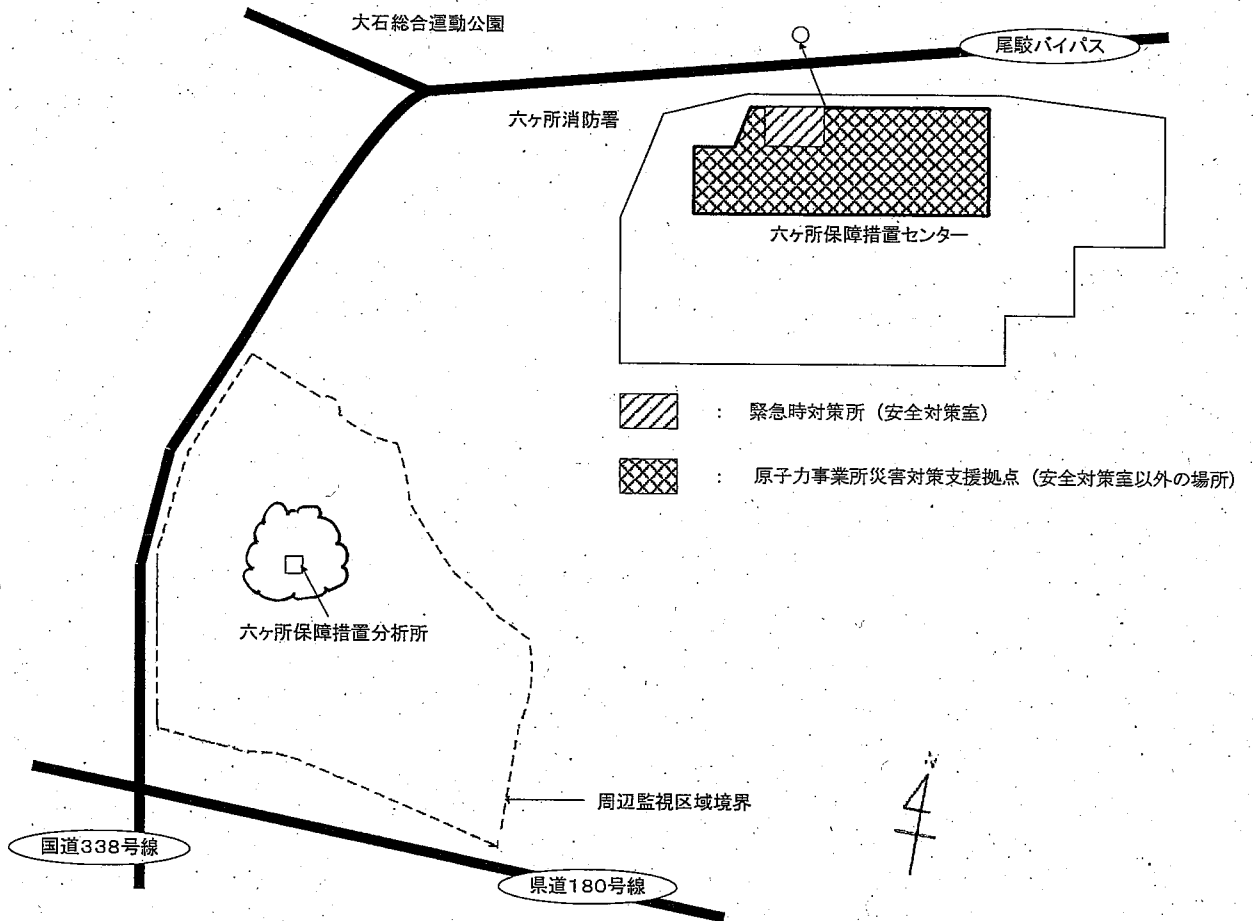 大石総合運動公園
尾駮バイパス
六ヶ所消防署
六ヶ所保障措置センター
： 緊急時対策所（安全対策室）
： 原子力事業所災害対策支援拠点（安全対策室以外の場所）
六ヶ所保障措置分析所
N
周辺監視区域境界
国道338号線
県道180号線